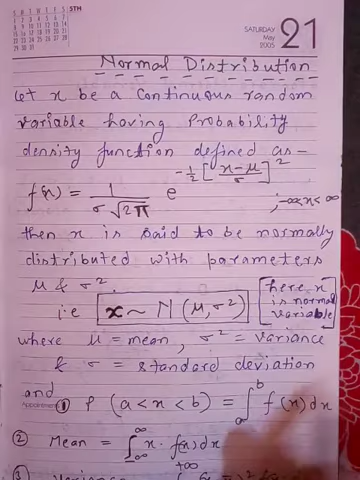 5TH
SATURDAY
May
2005
21
Normal Distribution
Let x be a Continuous random
variable having Probability
density function defined as-
f(x) = 1/(σ√2π) e^(-1/2[(x-μ)/σ]^2) ; -∞<x<∞
then x is said to be normally
distributed with parameters
μ & σ².
i.e x ~ N (μ, σ²) [here x is normal variable]
where μ = mean, σ² = variance
& σ = standard deviation
and
Appointments
① P (a < x < b) = ∫ f(x) dx
② Mean = ∫ x. f(x) dx
+∞